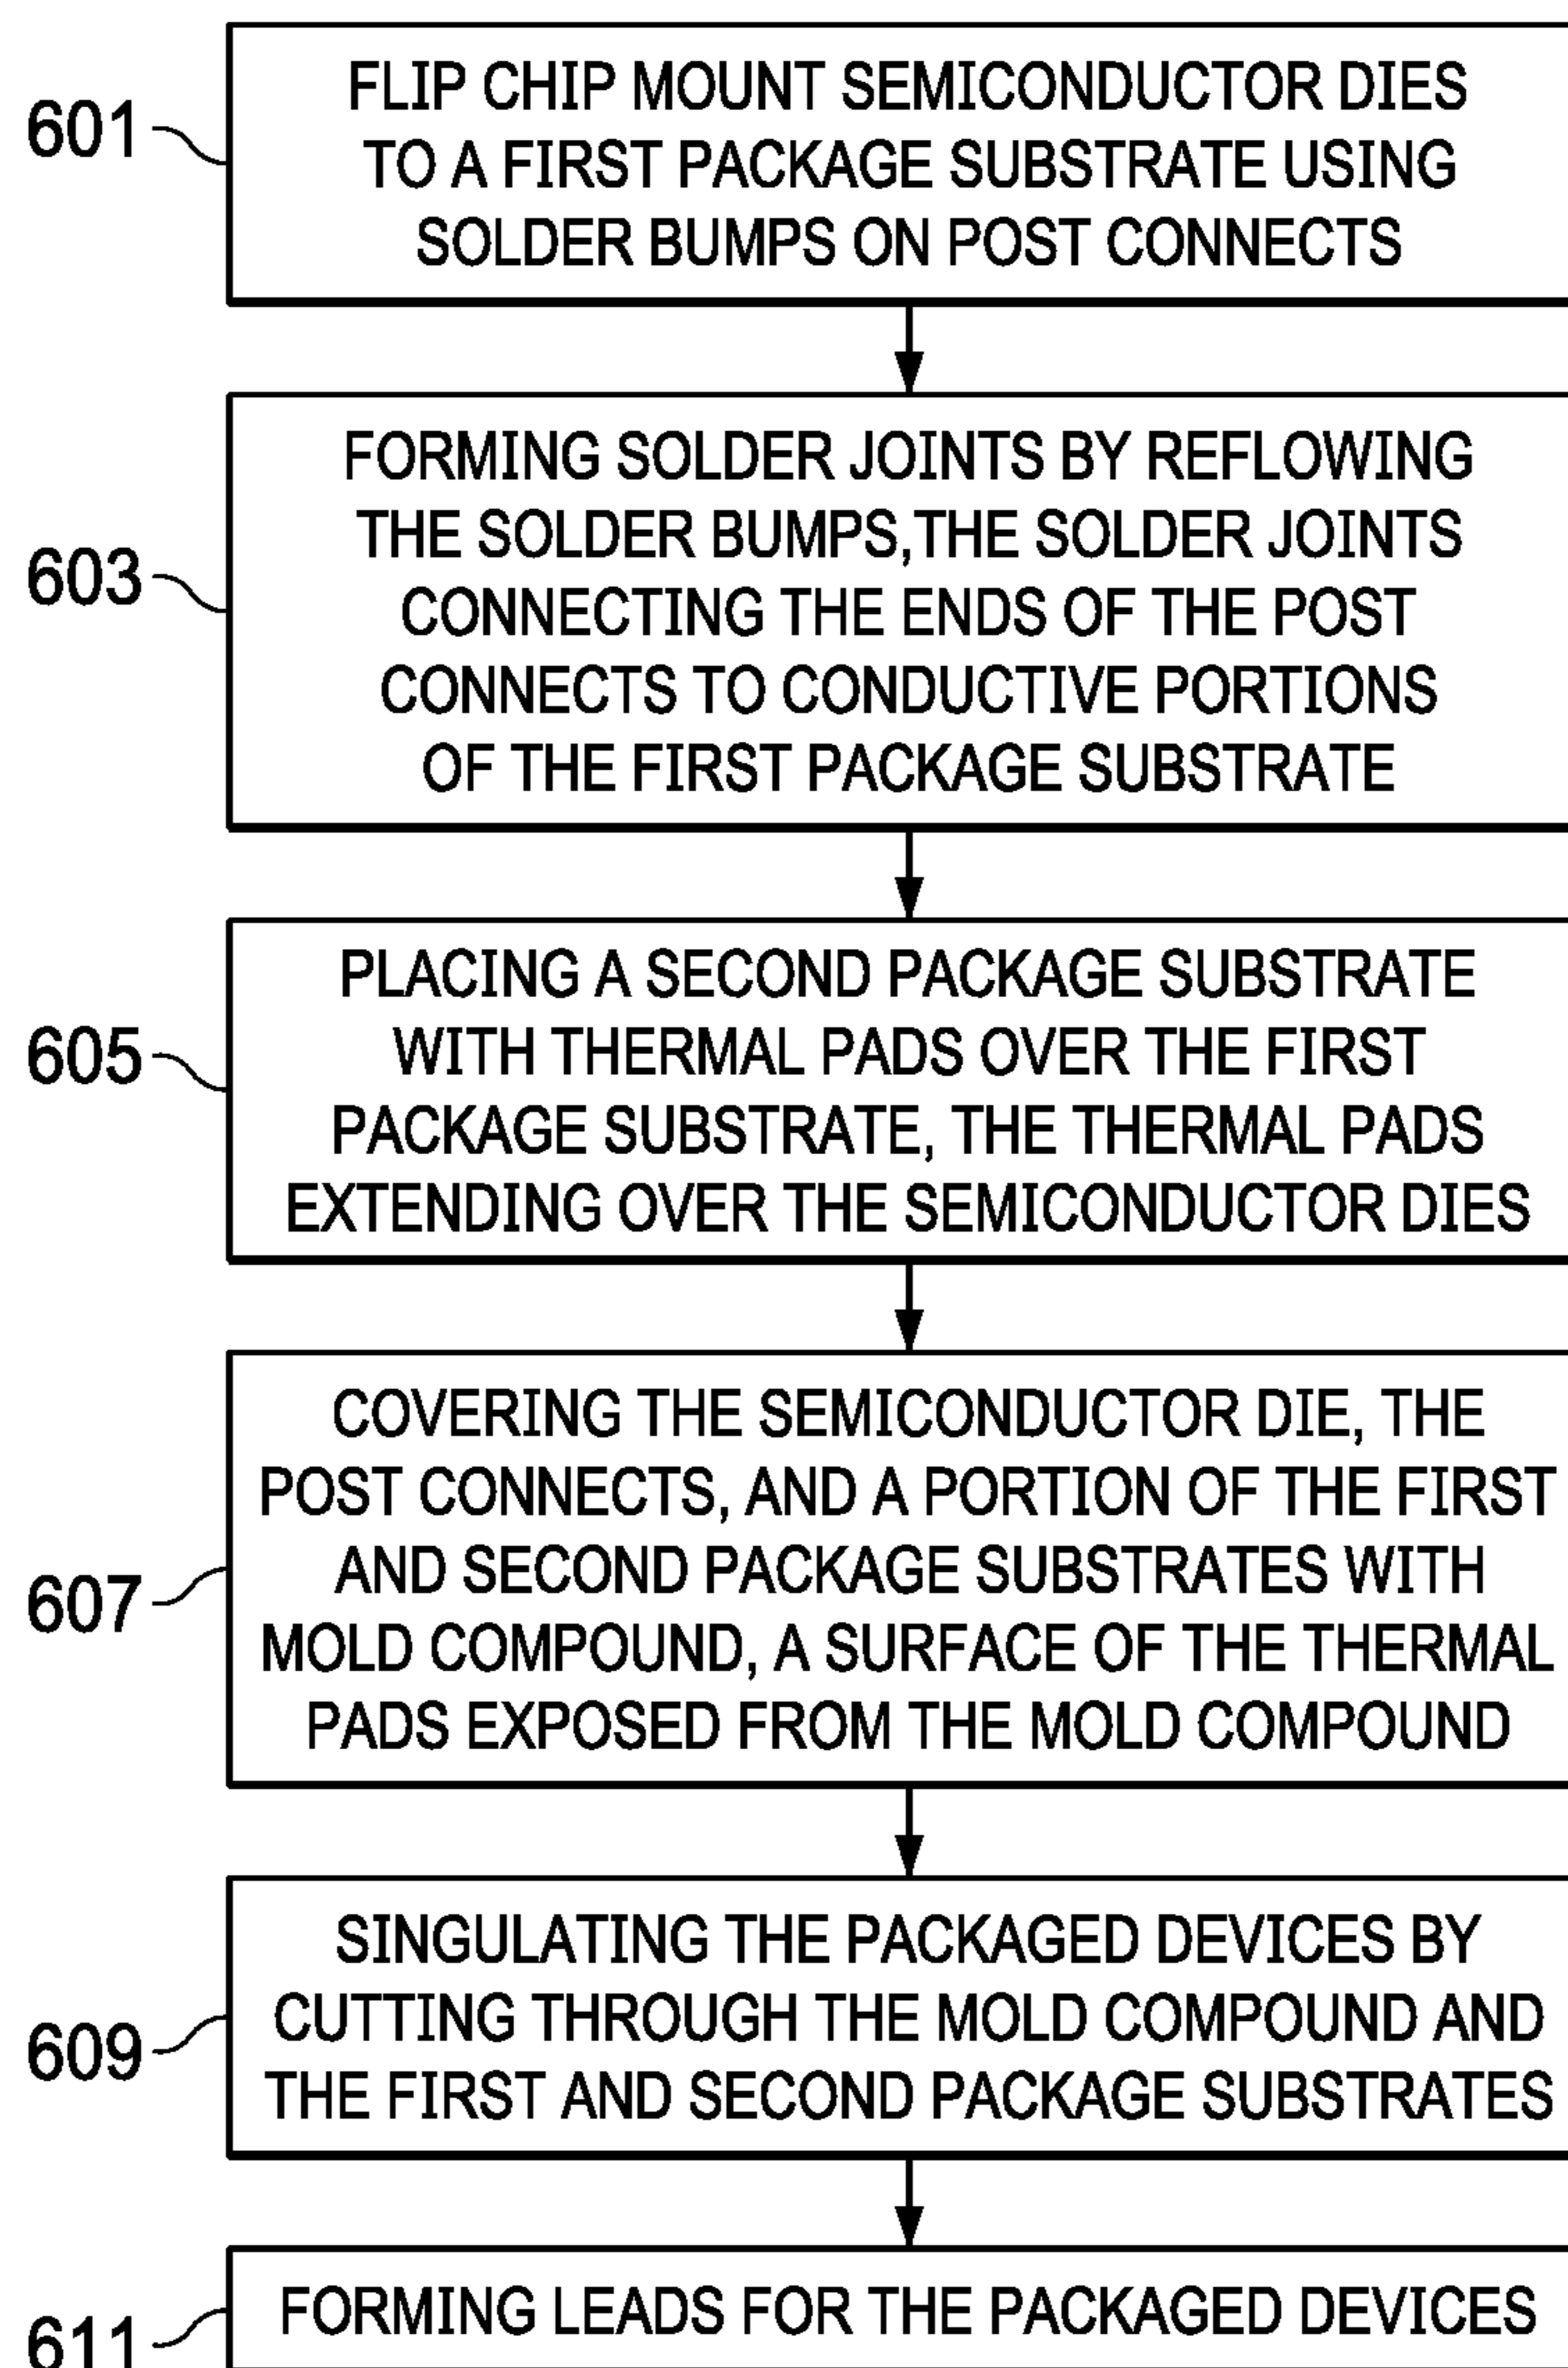 601
FLIP CHIP MOUNT SEMICONDUCTOR DIES
TO A FIRST PACKAGE SUBSTRATE USING
SOLDER BUMPS ON POST CONNECTS
603
FORMING SOLDER JOINTS BY REFLOWING
THE SOLDER BUMPS,THE SOLDER JOINTS
CONNECTING THE ENDS OF THE POST
CONNECTS TO CONDUCTIVE PORTIONS
OF THE FIRST PACKAGE SUBSTRATE
605
PLACING A SECOND PACKAGE SUBSTRATE
WITH THERMAL PADS OVER THE FIRST
PACKAGE SUBSTRATE, THE THERMAL PADS
EXTENDING OVER THE SEMICONDUCTOR DIES
607
COVERING THE SEMICONDUCTOR DIE, THE
POST CONNECTS, AND A PORTION OF THE FIRST
AND SECOND PACKAGE SUBSTRATES WITH
MOLD COMPOUND, A SURFACE OF THE THERMAL
PADS EXPOSED FROM THE MOLD COMPOUND
609
SINGULATING THE PACKAGED DEVICES BY
CUTTING THROUGH THE MOLD COMPOUND AND
THE FIRST AND SECOND PACKAGE SUBSTRATES
611
FORMING LEADS FOR THE PACKAGED DEVICES